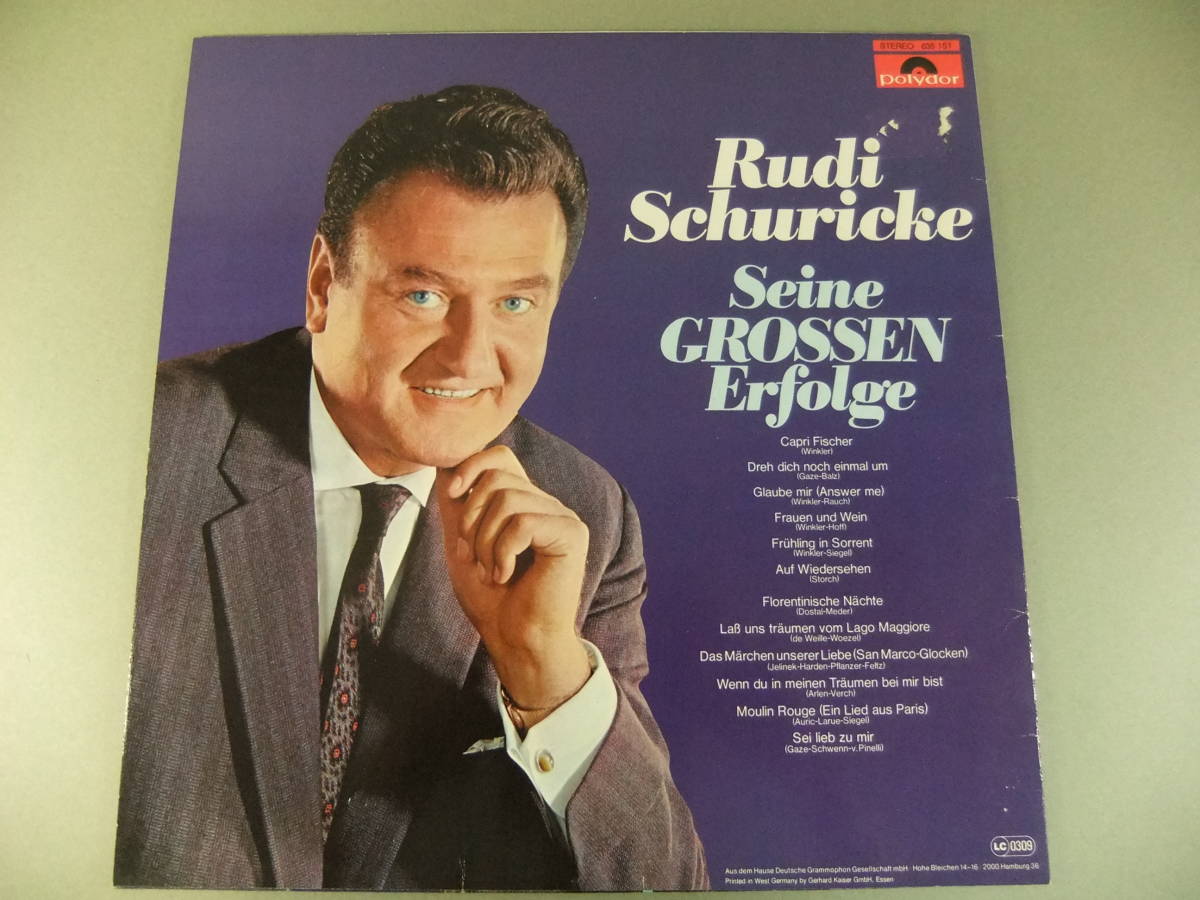 STEREO 636 151
polydor
Rudi
Schuricke
Seine
GROSSEN
Erfolge
Capri Fischer
(Winkler)
Dreh dich noch einmal um
(Gaze-Balz)
Glaube mir (Answer me)
(Winkler-Rauch)
Frauen und Wein
(Winkler-Hoff)
Frühling in Sorrent
(Winkler-Siegel)
Auf Wiedersehen
(Storch)
Florentinische Nächte
(Dostal-Meder)
Laß uns träumen vom Lago Maggiore
(de Weille-Woezel)
Das Märchen unserer Liebe (San Marco-Glocken)
(Jelinek-Harden-Pflanzer-Feltz)
Wenn du in meinen Träumen bei mir bist
(Arlen-Verch)
Moulin Rouge (Ein Lied aus Paris)
(Auric-Larue-Siegel)
Sei lieb zu mir
(Gaze-Schwenn-v. Pinelli)
LC 0309
Aus dem Hause Deutsche Grammophon Gesellschaft mbH Hohe Bleichen 14-16 2000 Hamburg 36
Printed in West Germany by Gerhard Kaiser GmbH, Essen